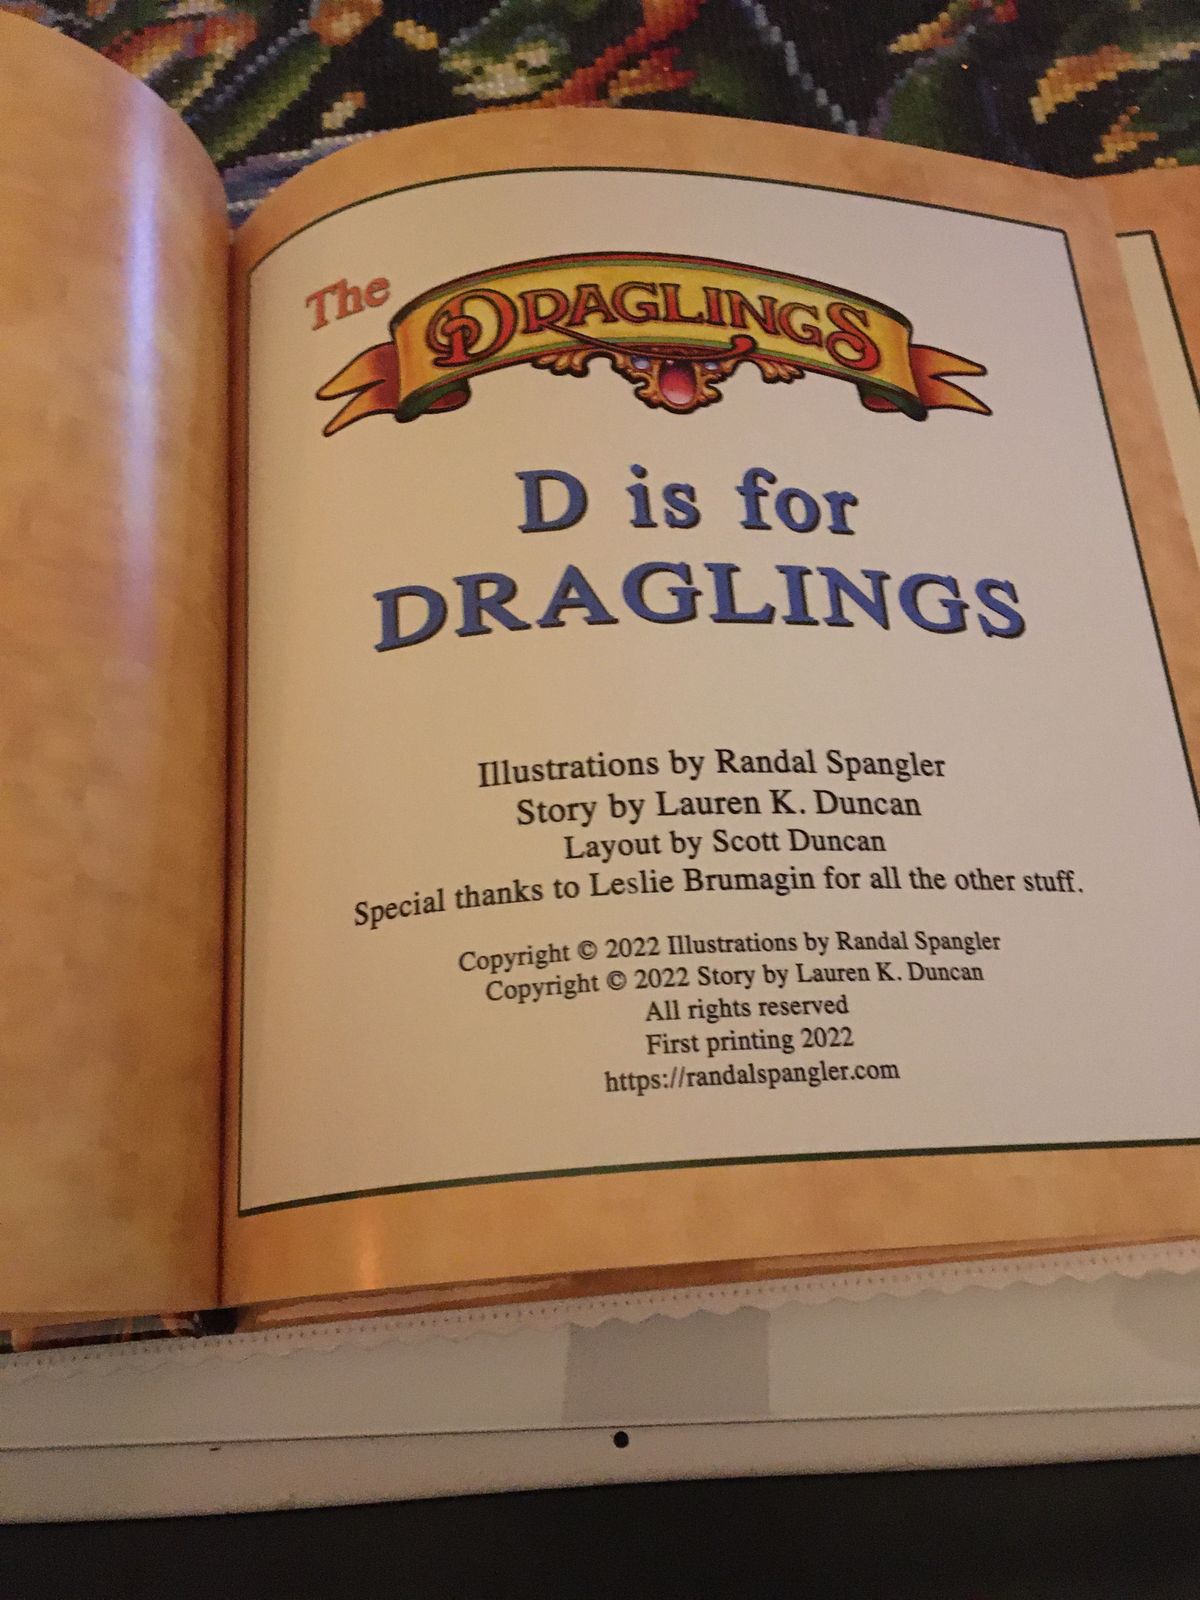 The DRAGLINGS
D is for
DRAGLINGS
Illustrations by Randal Spangler
Story by Lauren K. Duncan
Layout by Scott Duncan
Special thanks to Leslie Brumagin for all the other stuff.
Copyright © 2022 Illustrations by Randal Spangler
Copyright © 2022 Story by Lauren K. Duncan
All rights reserved
First printing 2022
https://randalspangler.com